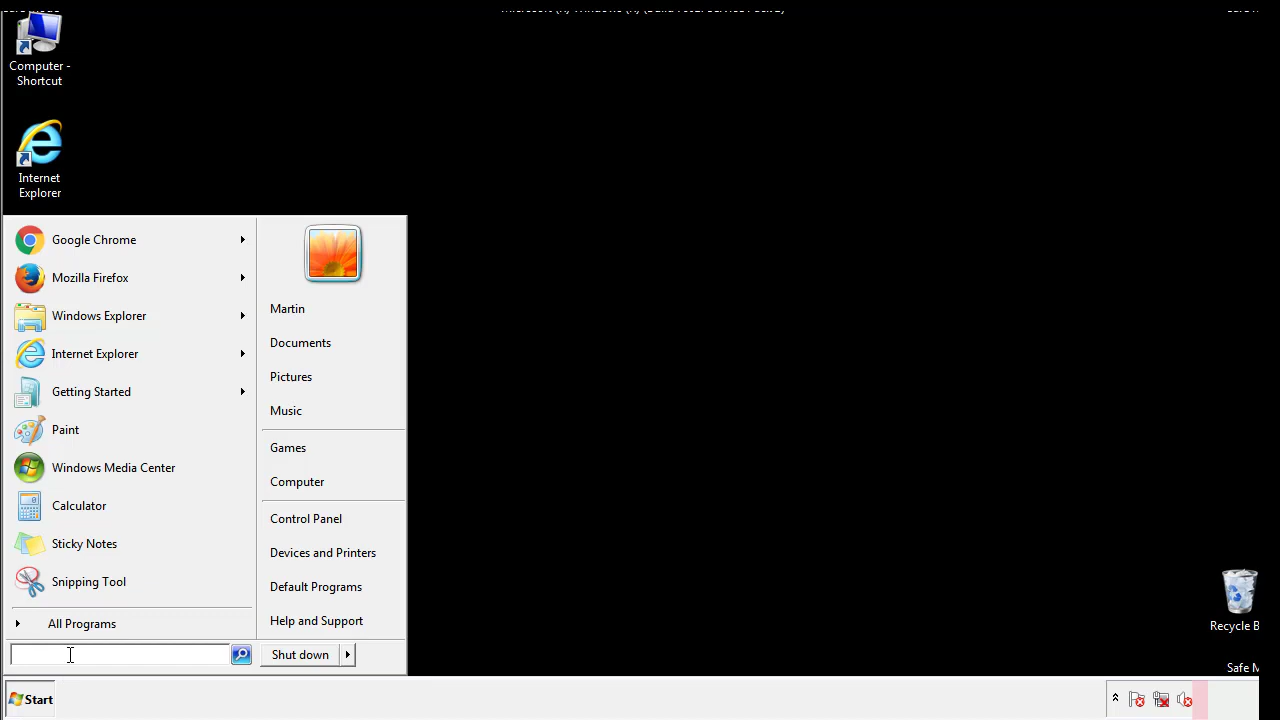 Computer -
Shortcut
Internet
Explorer
Google Chrome
Mozilla Firefox
Windows Explorer
Internet Explorer
Getting Started
Paint
Windows Media Center
Calculator
Sticky Notes
Snipping Tool
All Programs
Martin
Documents
Pictures
Music
Games
Computer
Control Panel
Devices and Printers
Default Programs
Help and Support
Shut down
Recycle B
Safe M
Start